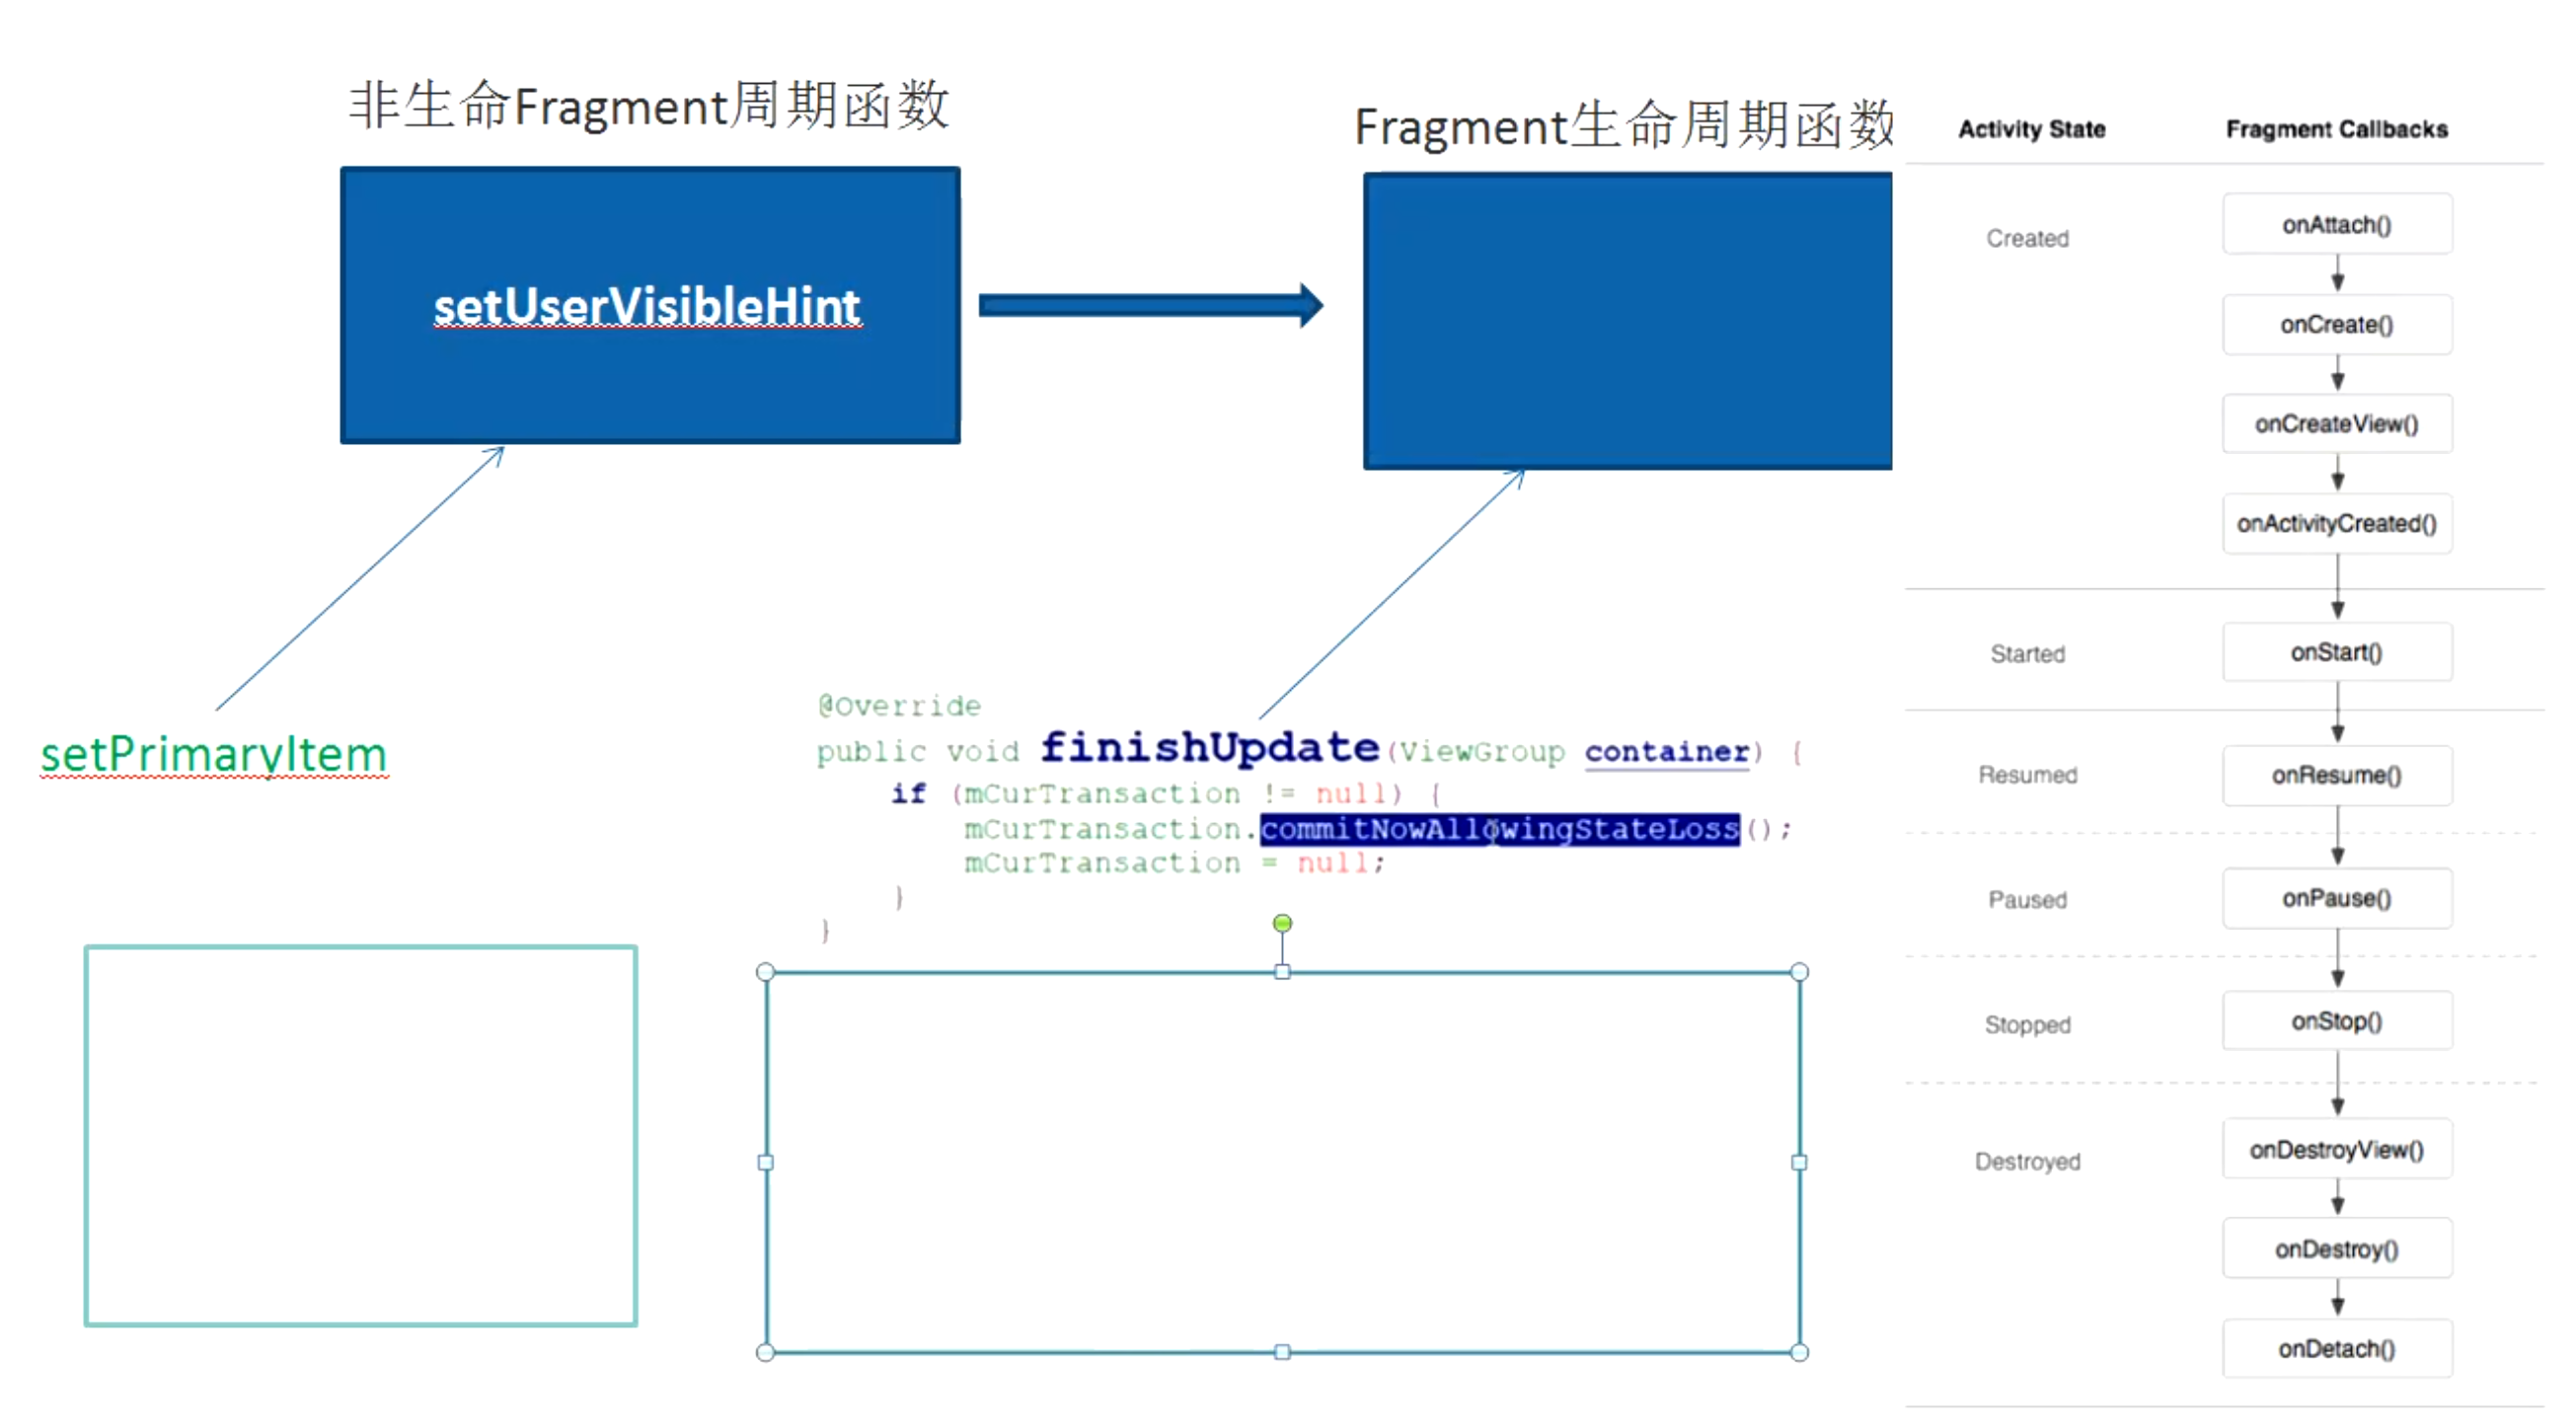 非生命Fragment周期函数
setUserVisibleHint
Fragment生命周期函数
setPrimaryItem
@Override
public void finishUpdate(ViewGroup container) {
if (mCurTransaction != null) {
mCurTransaction.commitNowAllowingStateLoss();
mCurTransaction = null;
}
}
Activity State Fragment Callbacks
Created onAttach()
onCreate()
onCreateView()
onActivityCreated()
Started onStart()
Resumed onResume()
Paused onPause()
Stopped onStop()
Destroyed onDestroyView()
onDestroy()
onDetach()